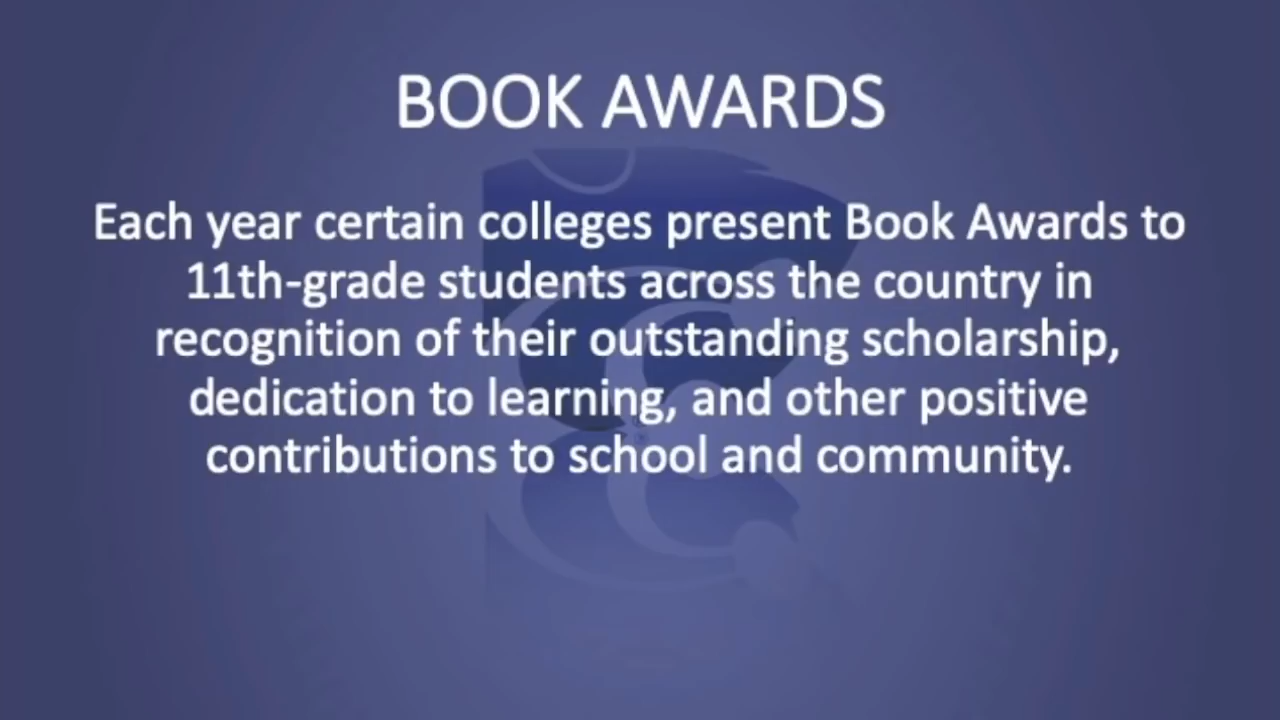 BOOK AWARDS
Each year certain colleges present Book Awards to
11th-grade students across the country in
recognition of their outstanding scholarship,
dedication to learning, and other positive
contributions to school and community.